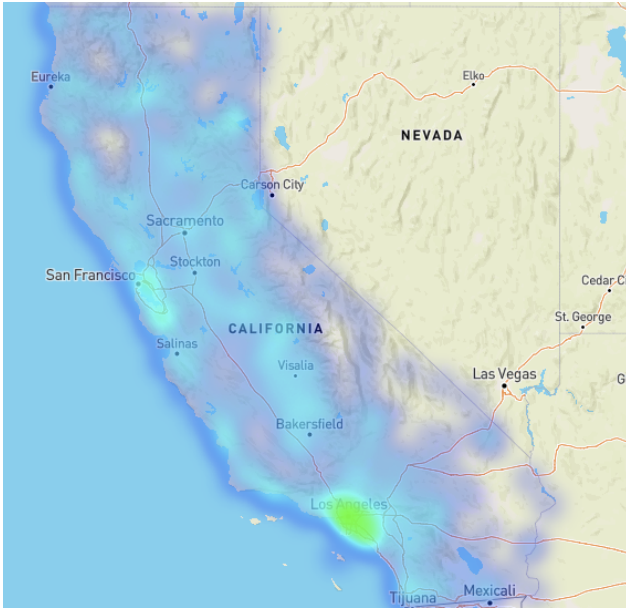 Eureka
Elko
NEVADA
Carson City
Sacramento
Stockton
San Francisco
Cedar C
St. George
CALIFORNIA
Salinas
Visalia
Las Vegas
G
Bakersfield
Los Angeles
Tijuana
Mexicali